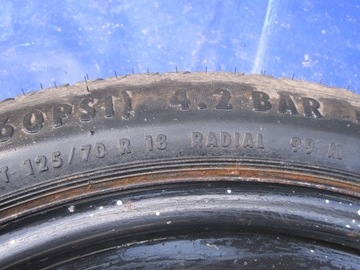 60PSI) 4.2 BAR
T 125/70 R 18 RADIAL 99 M